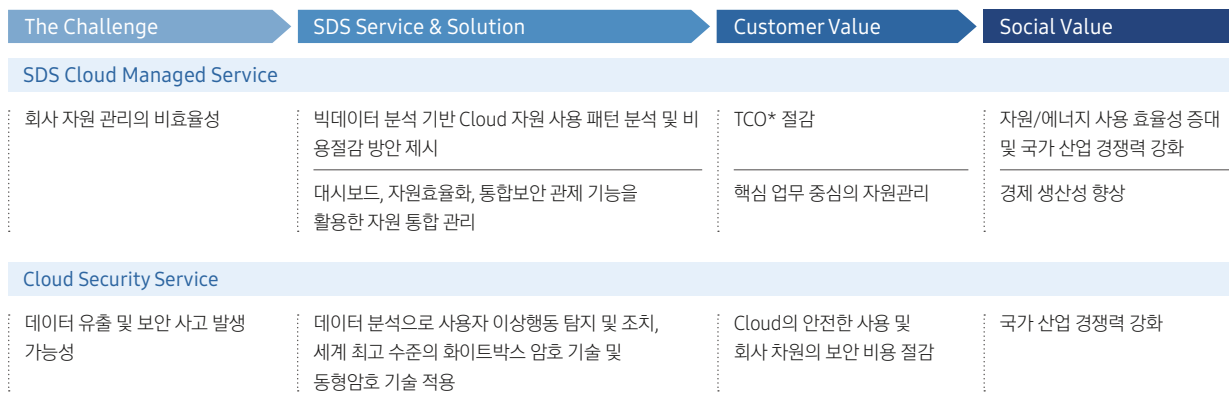 The Challenge
SDS Service & Solution
Customer Value
Social Value
SDS Cloud Managed Service
회사 자원 관리의 비효율성
빅데이터 분석 기반 Cloud 자원 사용 패턴 분석 및 비
용절감 방안 제시
TCO* 절감
자원/에너지 사용 효율성 증대
및 국가 산업 경쟁력 강화
대시보드, 자원효율화, 통합보안 관제 기능을
활용한 자원 통합 관리
핵심 업무 중심의 자원관리
경제 생산성 향상
Cloud Security Service
데이터 유출 및 보안 사고 발생
가능성
데이터 분석으로 사용자 이상행동 탐지 및 조치,
세계 최고 수준의 화이트박스 암호 기술 및
동형암호 기술 적용
Cloud의 안전한 사용 및
회사 차원의 보안 비용 절감
국가 산업 경쟁력 강화